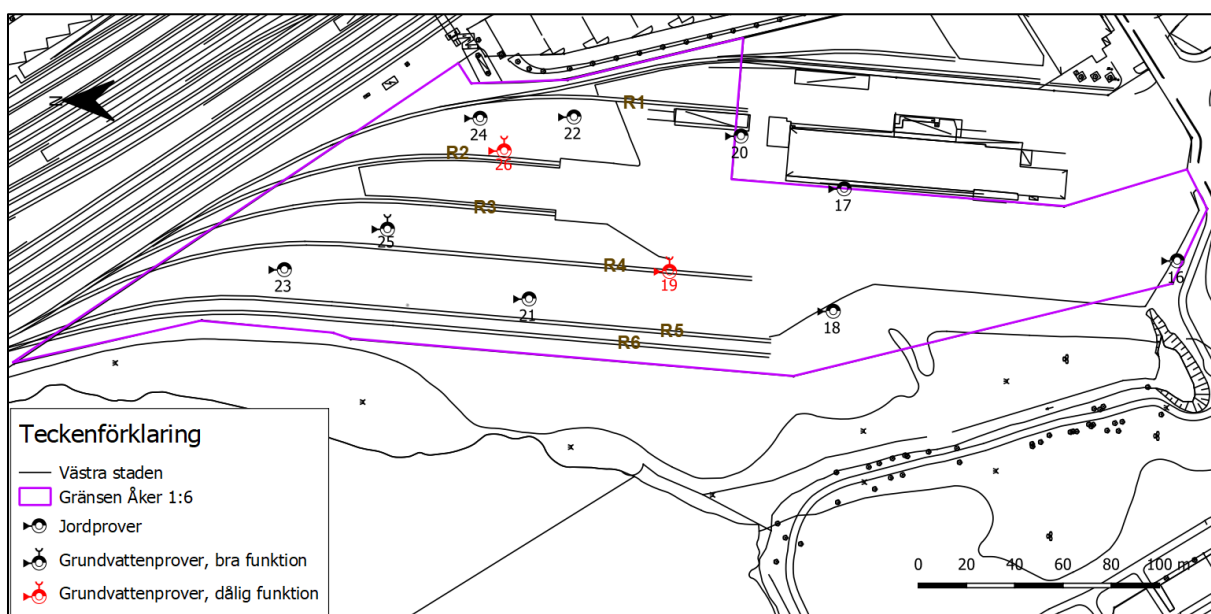 N
R1
24
22
20
26
R2
17
R3
25
16
23
R4
19
21
18
R5
R6
Teckenförklaring
Västra staden
Gränsen Åker 1:6
Jordprover
Grundvattenprover, bra funktion
Grundvattenprover, dålig funktion
0 20 40 60 80 100 m